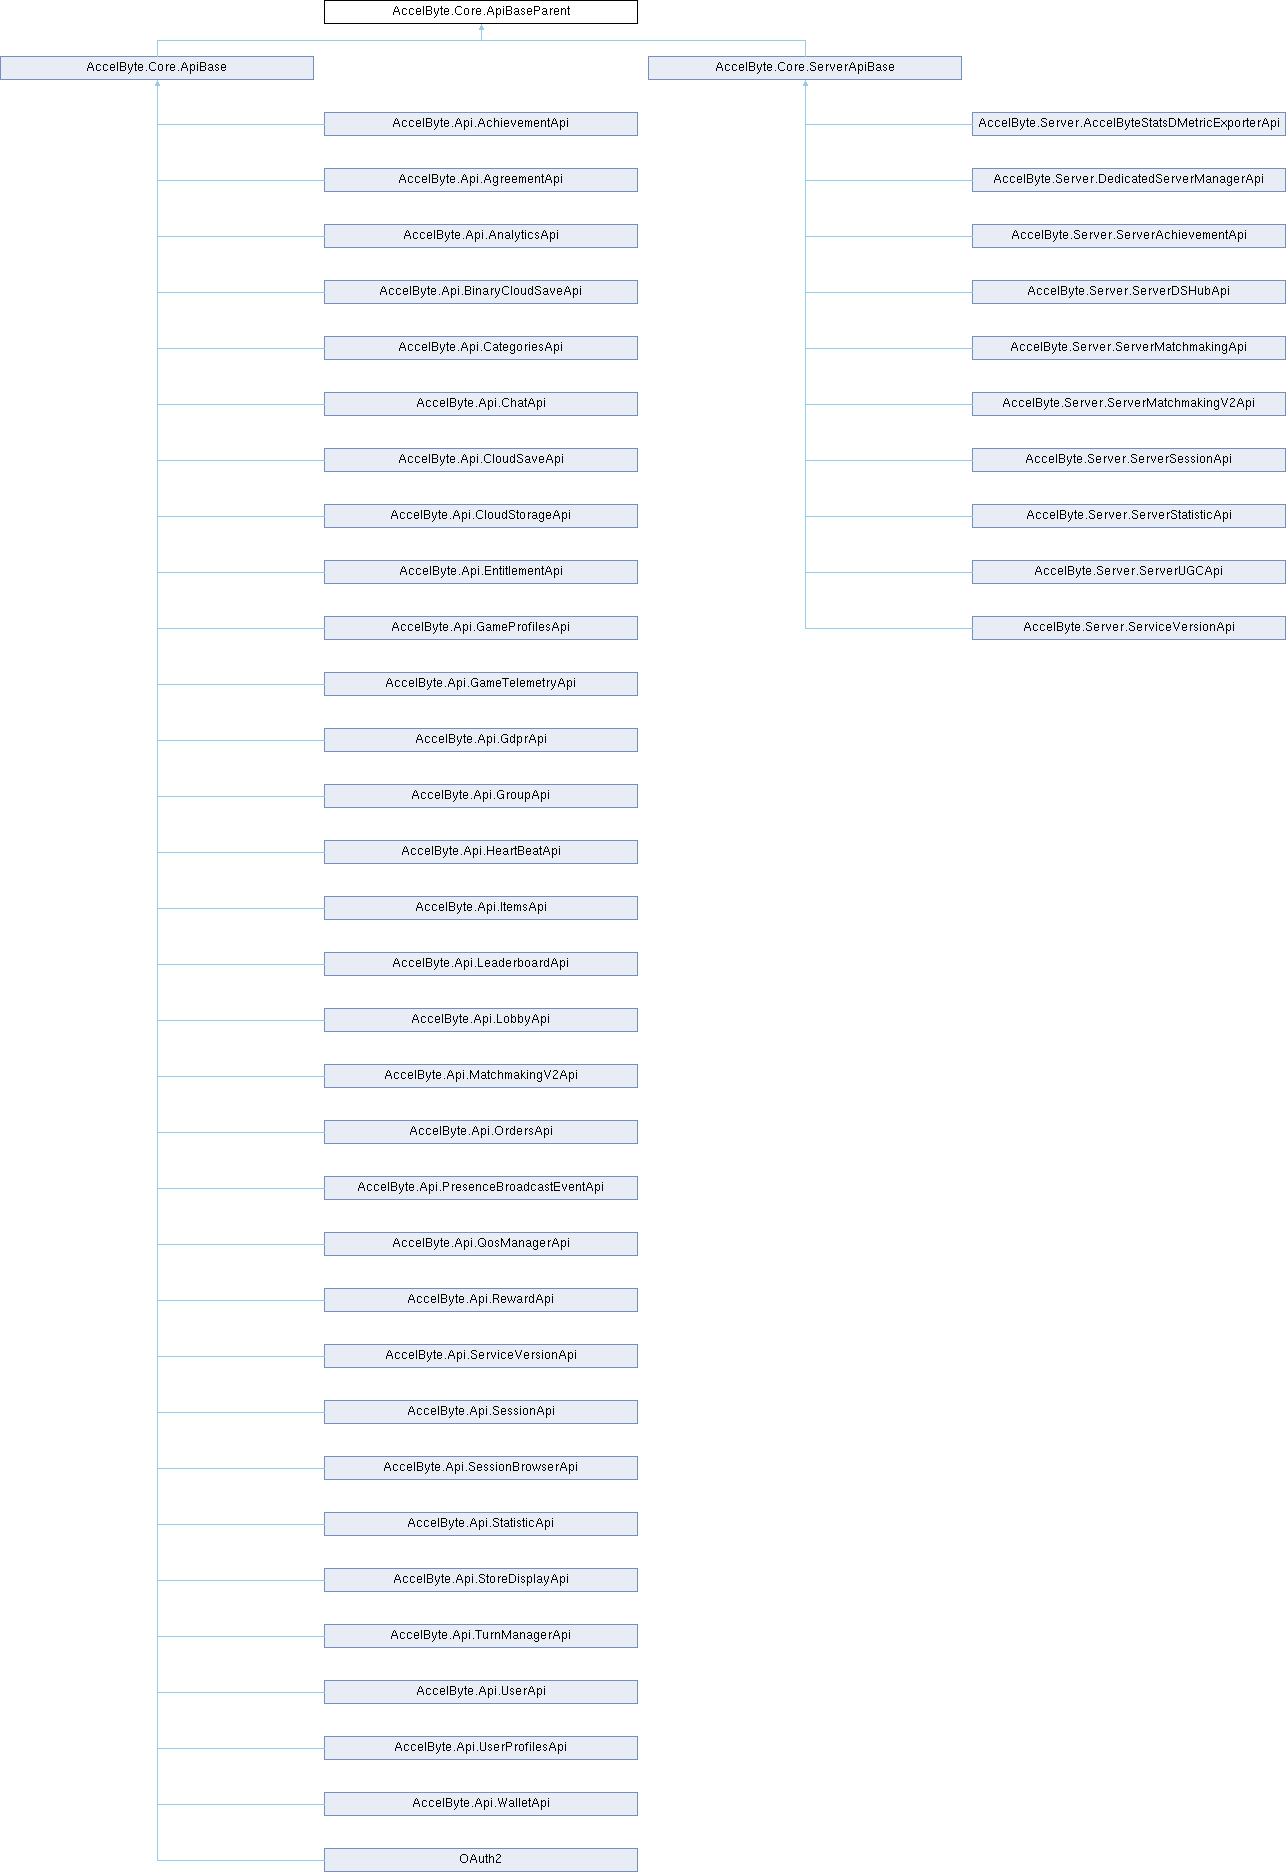 AccelByte.Core.ApiBaseParent
AccelByte.Core.ApiBase
AccelByte.Core.ServerApiBase
AccelByte.Api.AchievementApi
AccelByte.Server.AccelByteStatsDMetricExporterApi
AccelByte.Api.AgreementApi
AccelByte.Server.DedicatedServerManagerApi
AccelByte.Api.AnalyticsApi
AccelByte.Server.ServerAchievementApi
AccelByte.Api.BinaryCloudSaveApi
AccelByte.Server.ServerDSHubApi
AccelByte.Api.CategoriesApi
AccelByte.Server.ServerMatchmakingApi
AccelByte.Api.ChatApi
AccelByte.Server.ServerMatchmakingV2Api
AccelByte.Api.CloudSaveApi
AccelByte.Server.ServerSessionApi
AccelByte.Api.CloudStorageApi
AccelByte.Server.ServerStatisticApi
AccelByte.Api.EntitlementApi
AccelByte.Server.ServerUGCApi
AccelByte.Api.GameProfilesApi
AccelByte.Server.ServiceVersionApi
AccelByte.Api.GameTelemetryApi
AccelByte.Api.GdprApi
AccelByte.Api.GroupApi
AccelByte.Api.HeartBeatApi
AccelByte.Api.ItemsApi
AccelByte.Api.LeaderboardApi
AccelByte.Api.LobbyApi
AccelByte.Api.MatchmakingV2Api
AccelByte.Api.OrdersApi
AccelByte.Api.PresenceBroadcastEventApi
AccelByte.Api.QosManagerApi
AccelByte.Api.RewardApi
AccelByte.Api.ServiceVersionApi
AccelByte.Api.SessionApi
AccelByte.Api.SessionBrowserApi
AccelByte.Api.StatisticApi
AccelByte.Api.StoreDisplayApi
AccelByte.Api.TurnManagerApi
AccelByte.Api.UserApi
AccelByte.Api.UserProfilesApi
AccelByte.Api.WalletApi
OAuth2